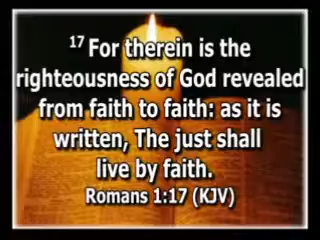 17 For therein is the
righteousness of God revealed
from faith to faith: as it is
written, The just shall
live by faith.
Romans 1:17 (KJV)